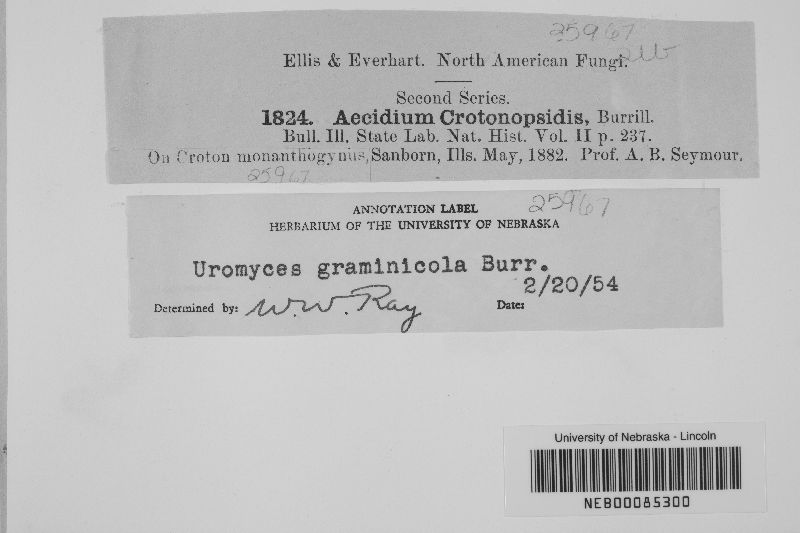 25967
Ellis & Everhart. North American Fungi.
Second Series.
1824. Aecidium Crotonopsidis, Burrill.
Bull. Ill. State Lab. Nat. Hist. Vol. II p. 237.
On Croton monanthogynus, Sanborn, Ills. May, 1882. Prof. A. B. Seymour.
25967
ANNOTATION LABEL
25967
HERBARIUM OF THE UNIVERSITY OF NEBRASKA
Uromyces graminicola Burr.
2/20/54
Determined by: W. W. Ray Date:
University of Nebraska - Lincoln
NEB00085300